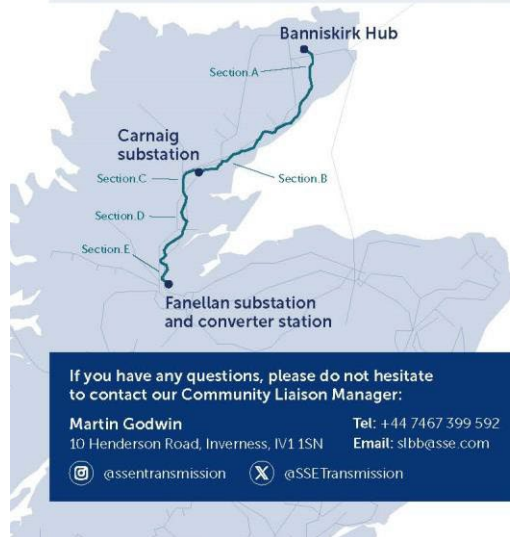 Banniskirk Hub
Section.A
Carnaig
substation
Section.C
Section.B
Section.D
Section.E
Fanellan substation
and converter station
If you have any questions, please do not hesitate
to contact our Community Liaison Manager:
Martin Godwin
Tel: +44 7467 399 592
10 Henderson Road, Inverness, IV1 1SN
Email: slbb@sse.com
@ssentransmission
@SSETransmission